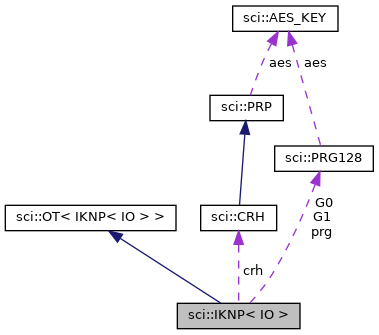 sci::AES_KEY
aes
aes
sci::PRP
sci::PRG128
sci::OT< IKNP< IO > >
sci::CRH
G0
G1
prg
crh
sci::IKNP< IO >